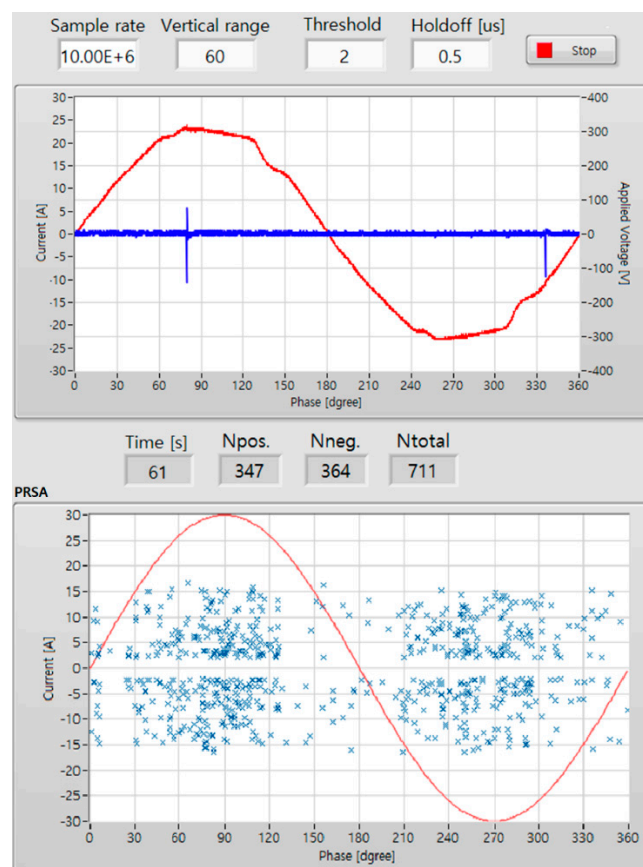 Sample rate Vertical range Threshold Holdoff [us]
10.00E+6 60 2 0.5 Stop
30 400
25
20 300
15 200
10
5 100
0 0
-5
-10 -100
-15
-20 -200
-25 -300
-30 -400
Current [A]
Applied Voltage [V]
0 30 60 90 120 150 180 210 240 270 300 330 360
Phase [dgree]
Time [s] Npos. Nneg. Ntotal
61 347 364 711
PRSA
30
25
20
15
10
5
0
-5
-10
-15
-20
-25
-30
Current [A]
0 30 60 90 120 150 180 210 240 270 300 330 360
Phase [dgree]